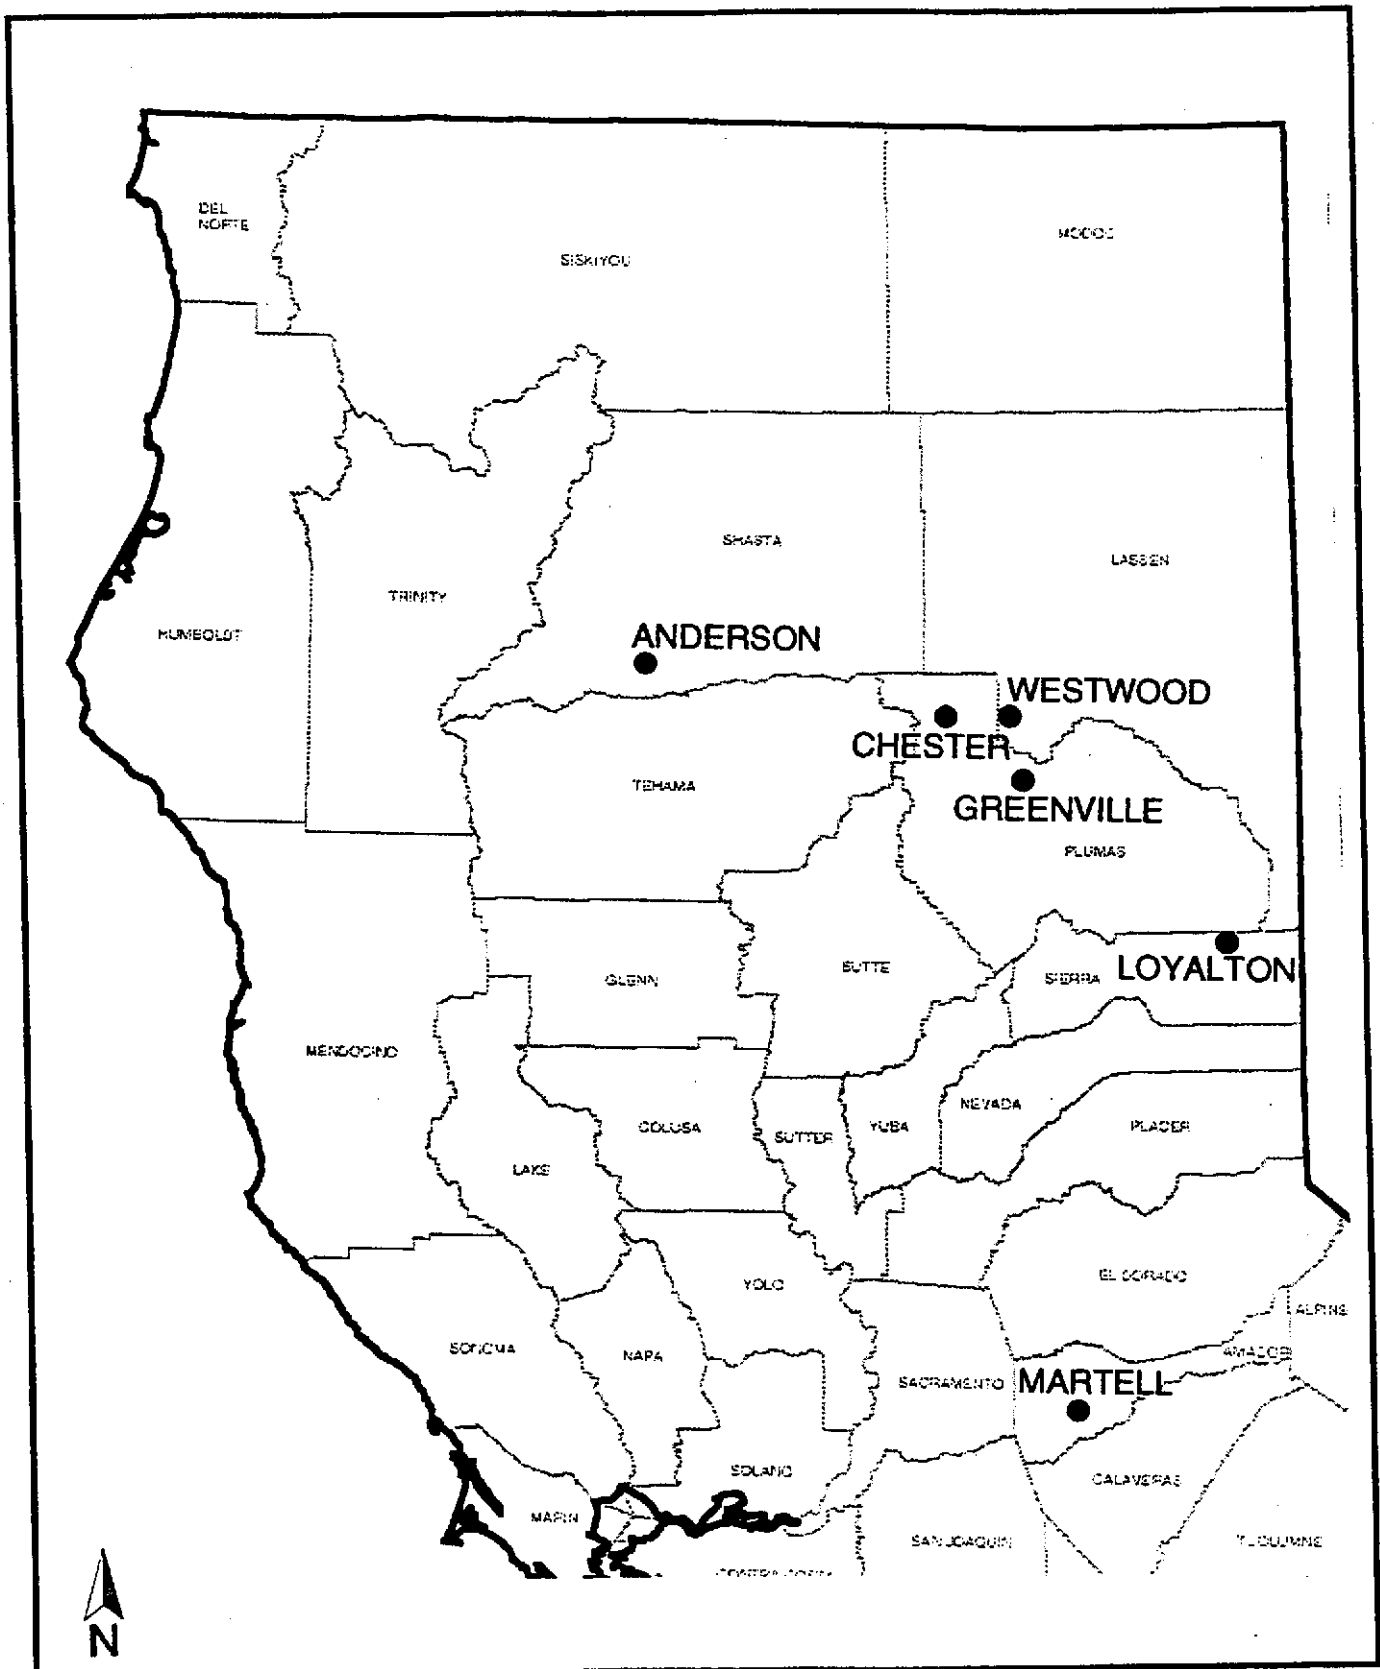 DEL
NORTE
SISKIYOU
MODOC
SHASTA
LASSEN
TRINITY
HUMBOLDT
ANDERSON
WESTWOOD
CHESTER
TEHAMA
GREENVILLE
PLUMAS
GLENN
BUTTE
SIERRA
LOYALTON
MENDOCINO
COLUSA
SUTTER
YUBA
NEVADA
PLACER
LAKE
YOLO
EL DORADO
ALPINE
SONOMA
NAPA
AMADOR
SACRAMENTO
MARTELL
SOLANO
CALAVERAS
MARIN
SAN JOAQUIN
TUOLUMNE
CONTRA COSTA
N